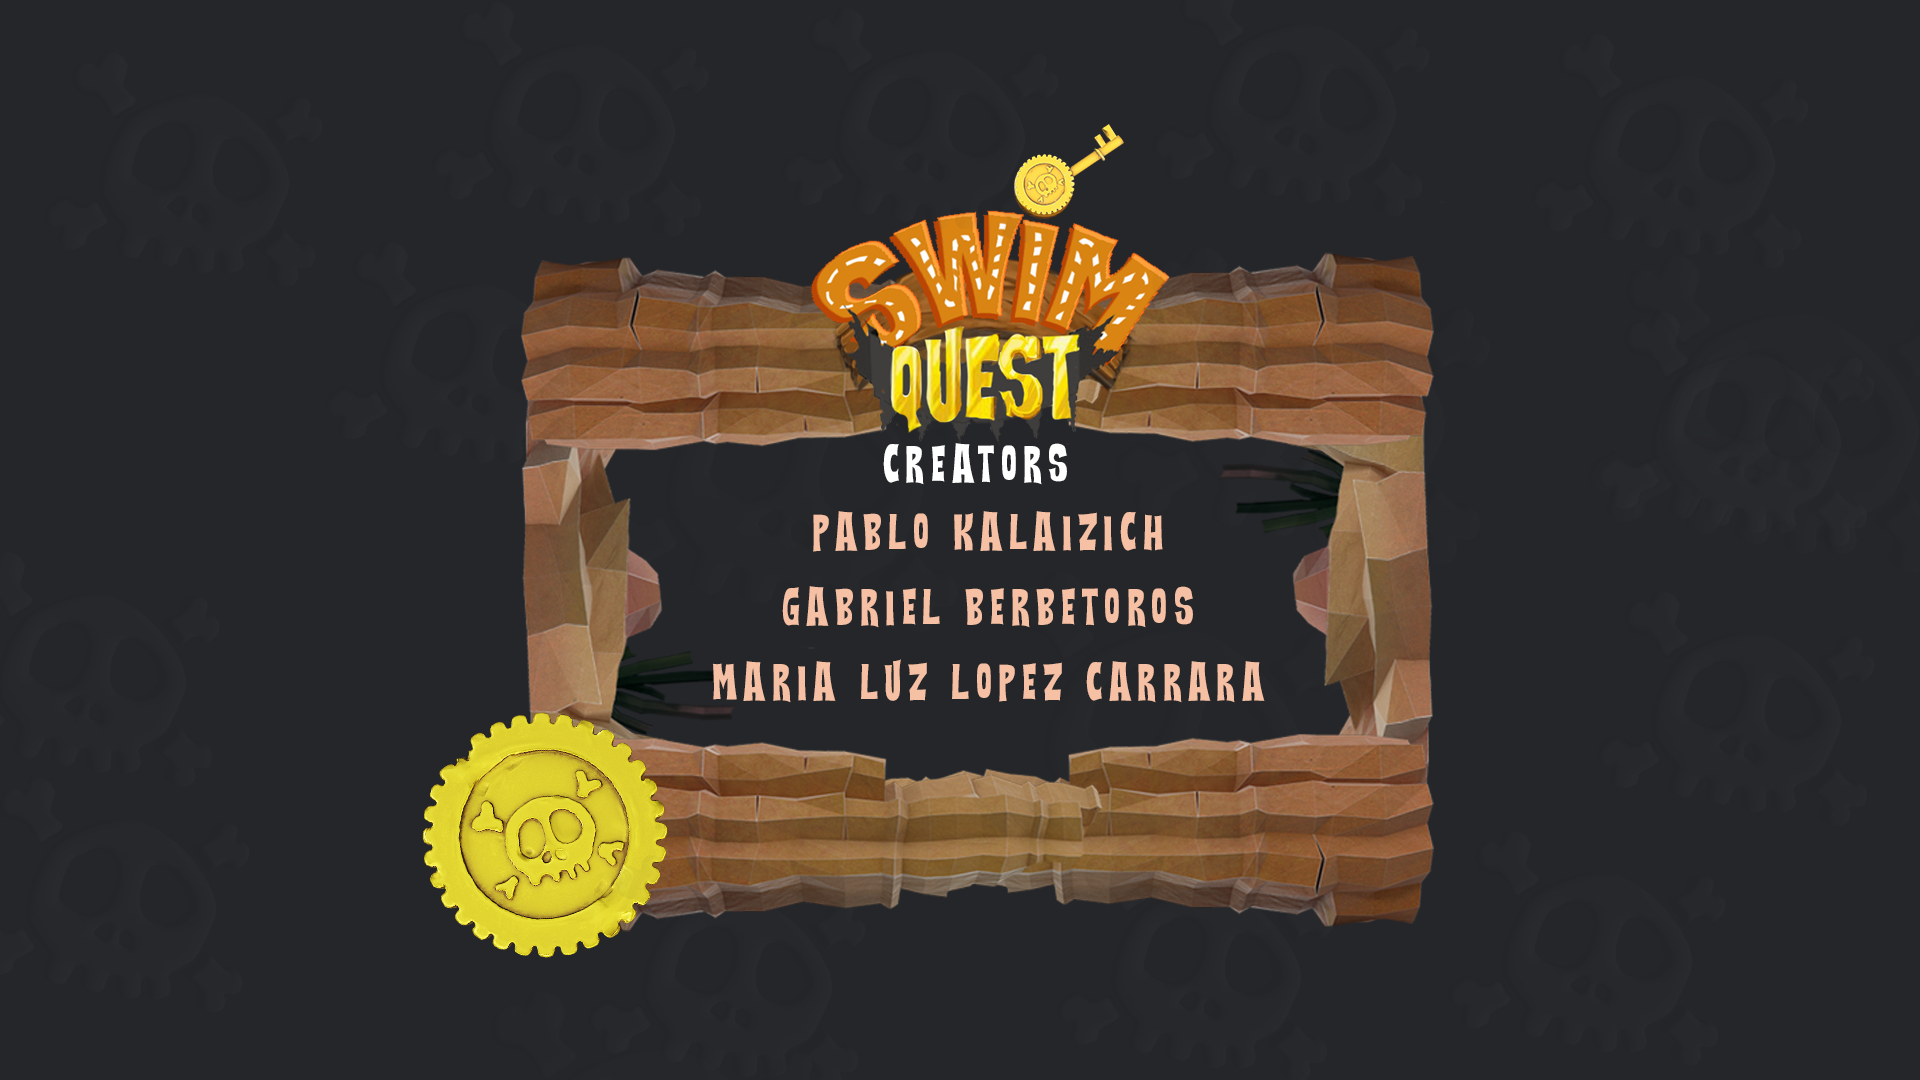 SWIM
QUEST
CREATORS
PABLO KALAIZICH
GABRIEL BERBETOROS
MARIA LUZ LOPEZ CARRARA